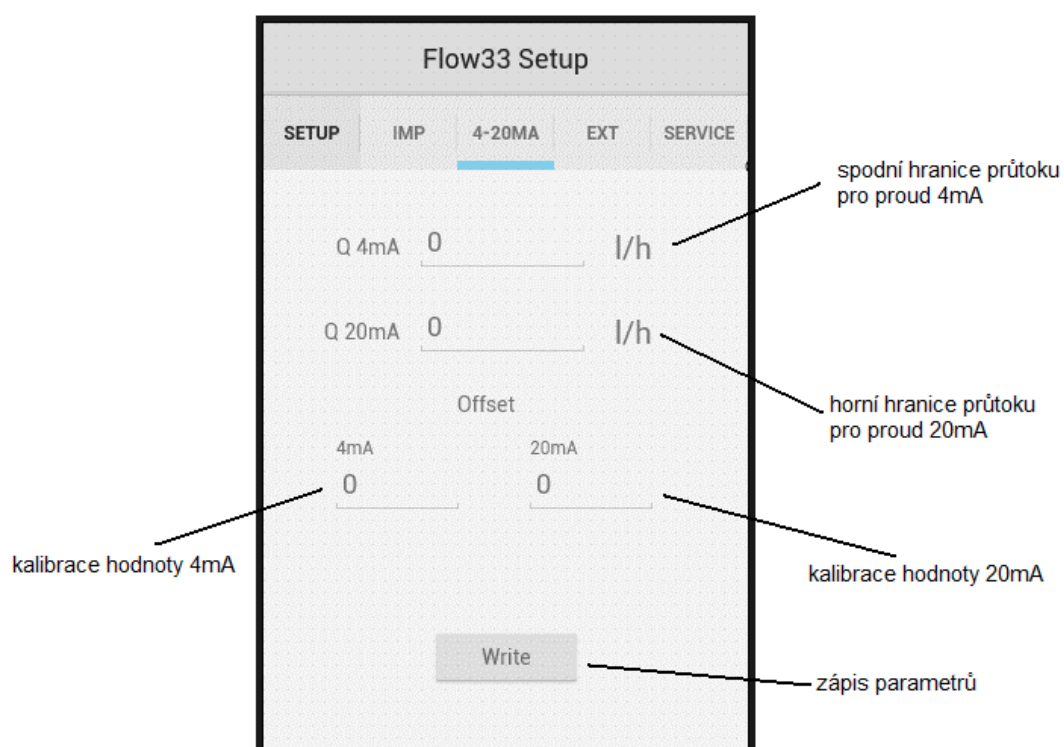 Flow33 Setup
SETUP IMP 4-20MA EXT SERVICE
spodní hranice průtoku
pro proud 4mA
Q 4mA 0 l/h
Q 20mA 0 l/h
horní hranice průtoku
pro proud 20mA
Offset
4mA 20mA
0 0
kalibrace hodnoty 4mA
kalibrace hodnoty 20mA
Write
zápis parametrů